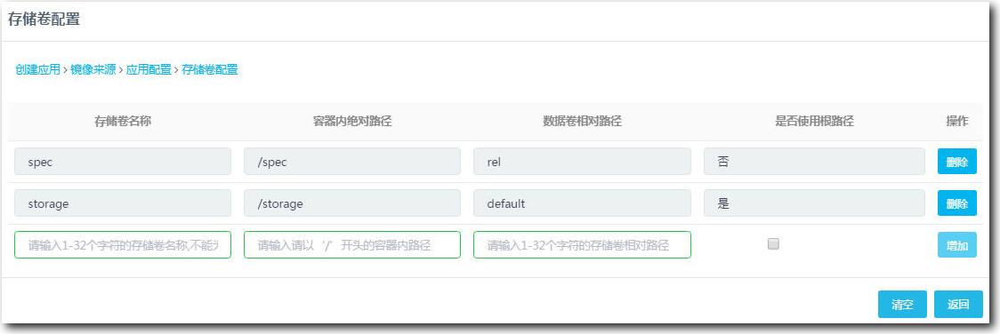 存储卷配置
创建应用 > 镜像来源 > 应用配置 > 存储卷配置
存储卷名称 容器内绝对路径 数据卷相对路径 是否使用根路径 操作
spec /spec rel 否 删除
storage /storage default 是 删除
请输入1-32个字符的存储卷名称,不能为 请输入请以‘/’开头的容器内路径 请输入1-32个字符的存储卷相对路径 增加
清空 返回